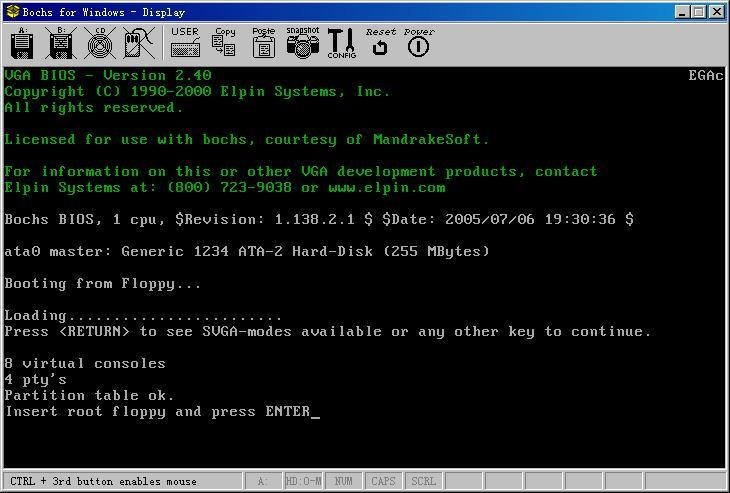 Bochs for Windows - Display
A: B: CD USER Copy Paste snapshot CONFIG Reset Power
VGA BIOS - Version 2.40 EGAc
Copyright (C) 1990-2000 Elpin Systems, Inc.
All rights reserved.
Licensed for use with bochs, courtesy of MandrakeSoft.
For information on this or other VGA development products, contact
Elpin Systems at: (800) 723-9038 or www.elpin.com
Bochs BIOS, 1 cpu, $Revision: 1.138.2.1 $ $Date: 2005/07/06 19:30:36 $
ata0 master: Generic 1234 ATA-2 Hard-Disk (255 MBytes)
Booting from Floppy...
Loading........................
Press <RETURN> to see SVGA-modes available or any other key to continue.
8 virtual consoles
4 pty's
Partition table ok.
Insert root floppy and press ENTER_
CTRL + 3rd button enables mouse A: HD:0-M NUM CAPS SCRL